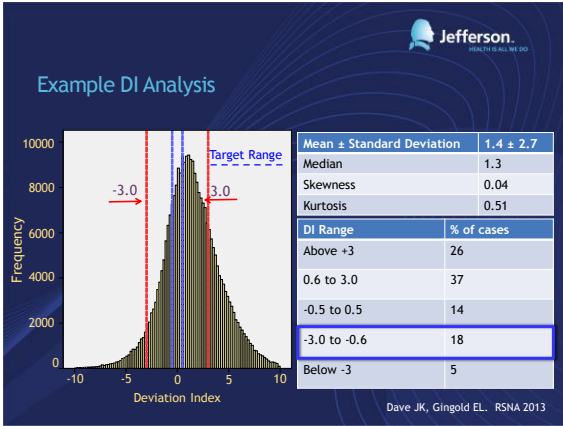 Jefferson.
HEALTH IS ALL WE DO
Example DI Analysis
10000
8000
6000
4000
2000
0
Frequency
-10 -5 0 5 10
Deviation Index
Target Range
-3.0
3.0
Mean ± Standard Deviation 1.4 ± 2.7
Median 1.3
Skewness 0.04
Kurtosis 0.51
DI Range % of cases
Above +3 26
0.6 to 3.0 37
-0.5 to 0.5 14
-3.0 to -0.6 18
Below -3 5
Dave JK, Gingold EL. RSNA 2013